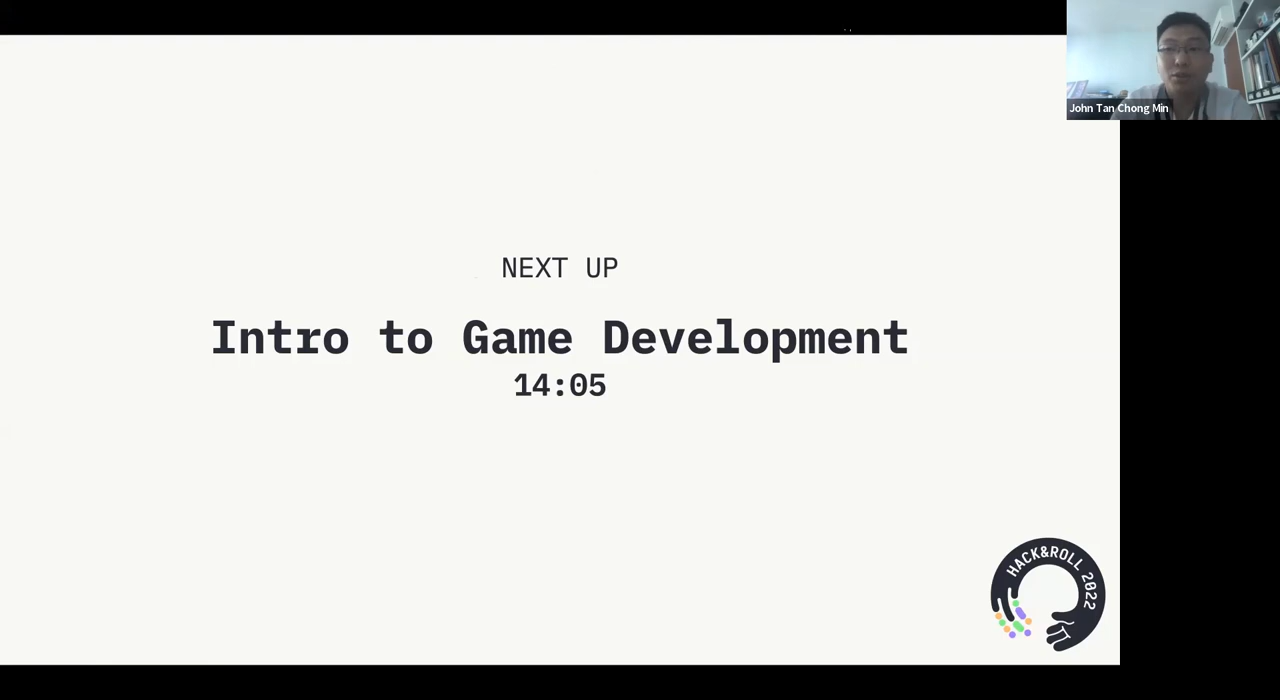 John Tan Chong Min
NEXT UP
Intro to Game Development
14:05
HACK&ROLL 2022